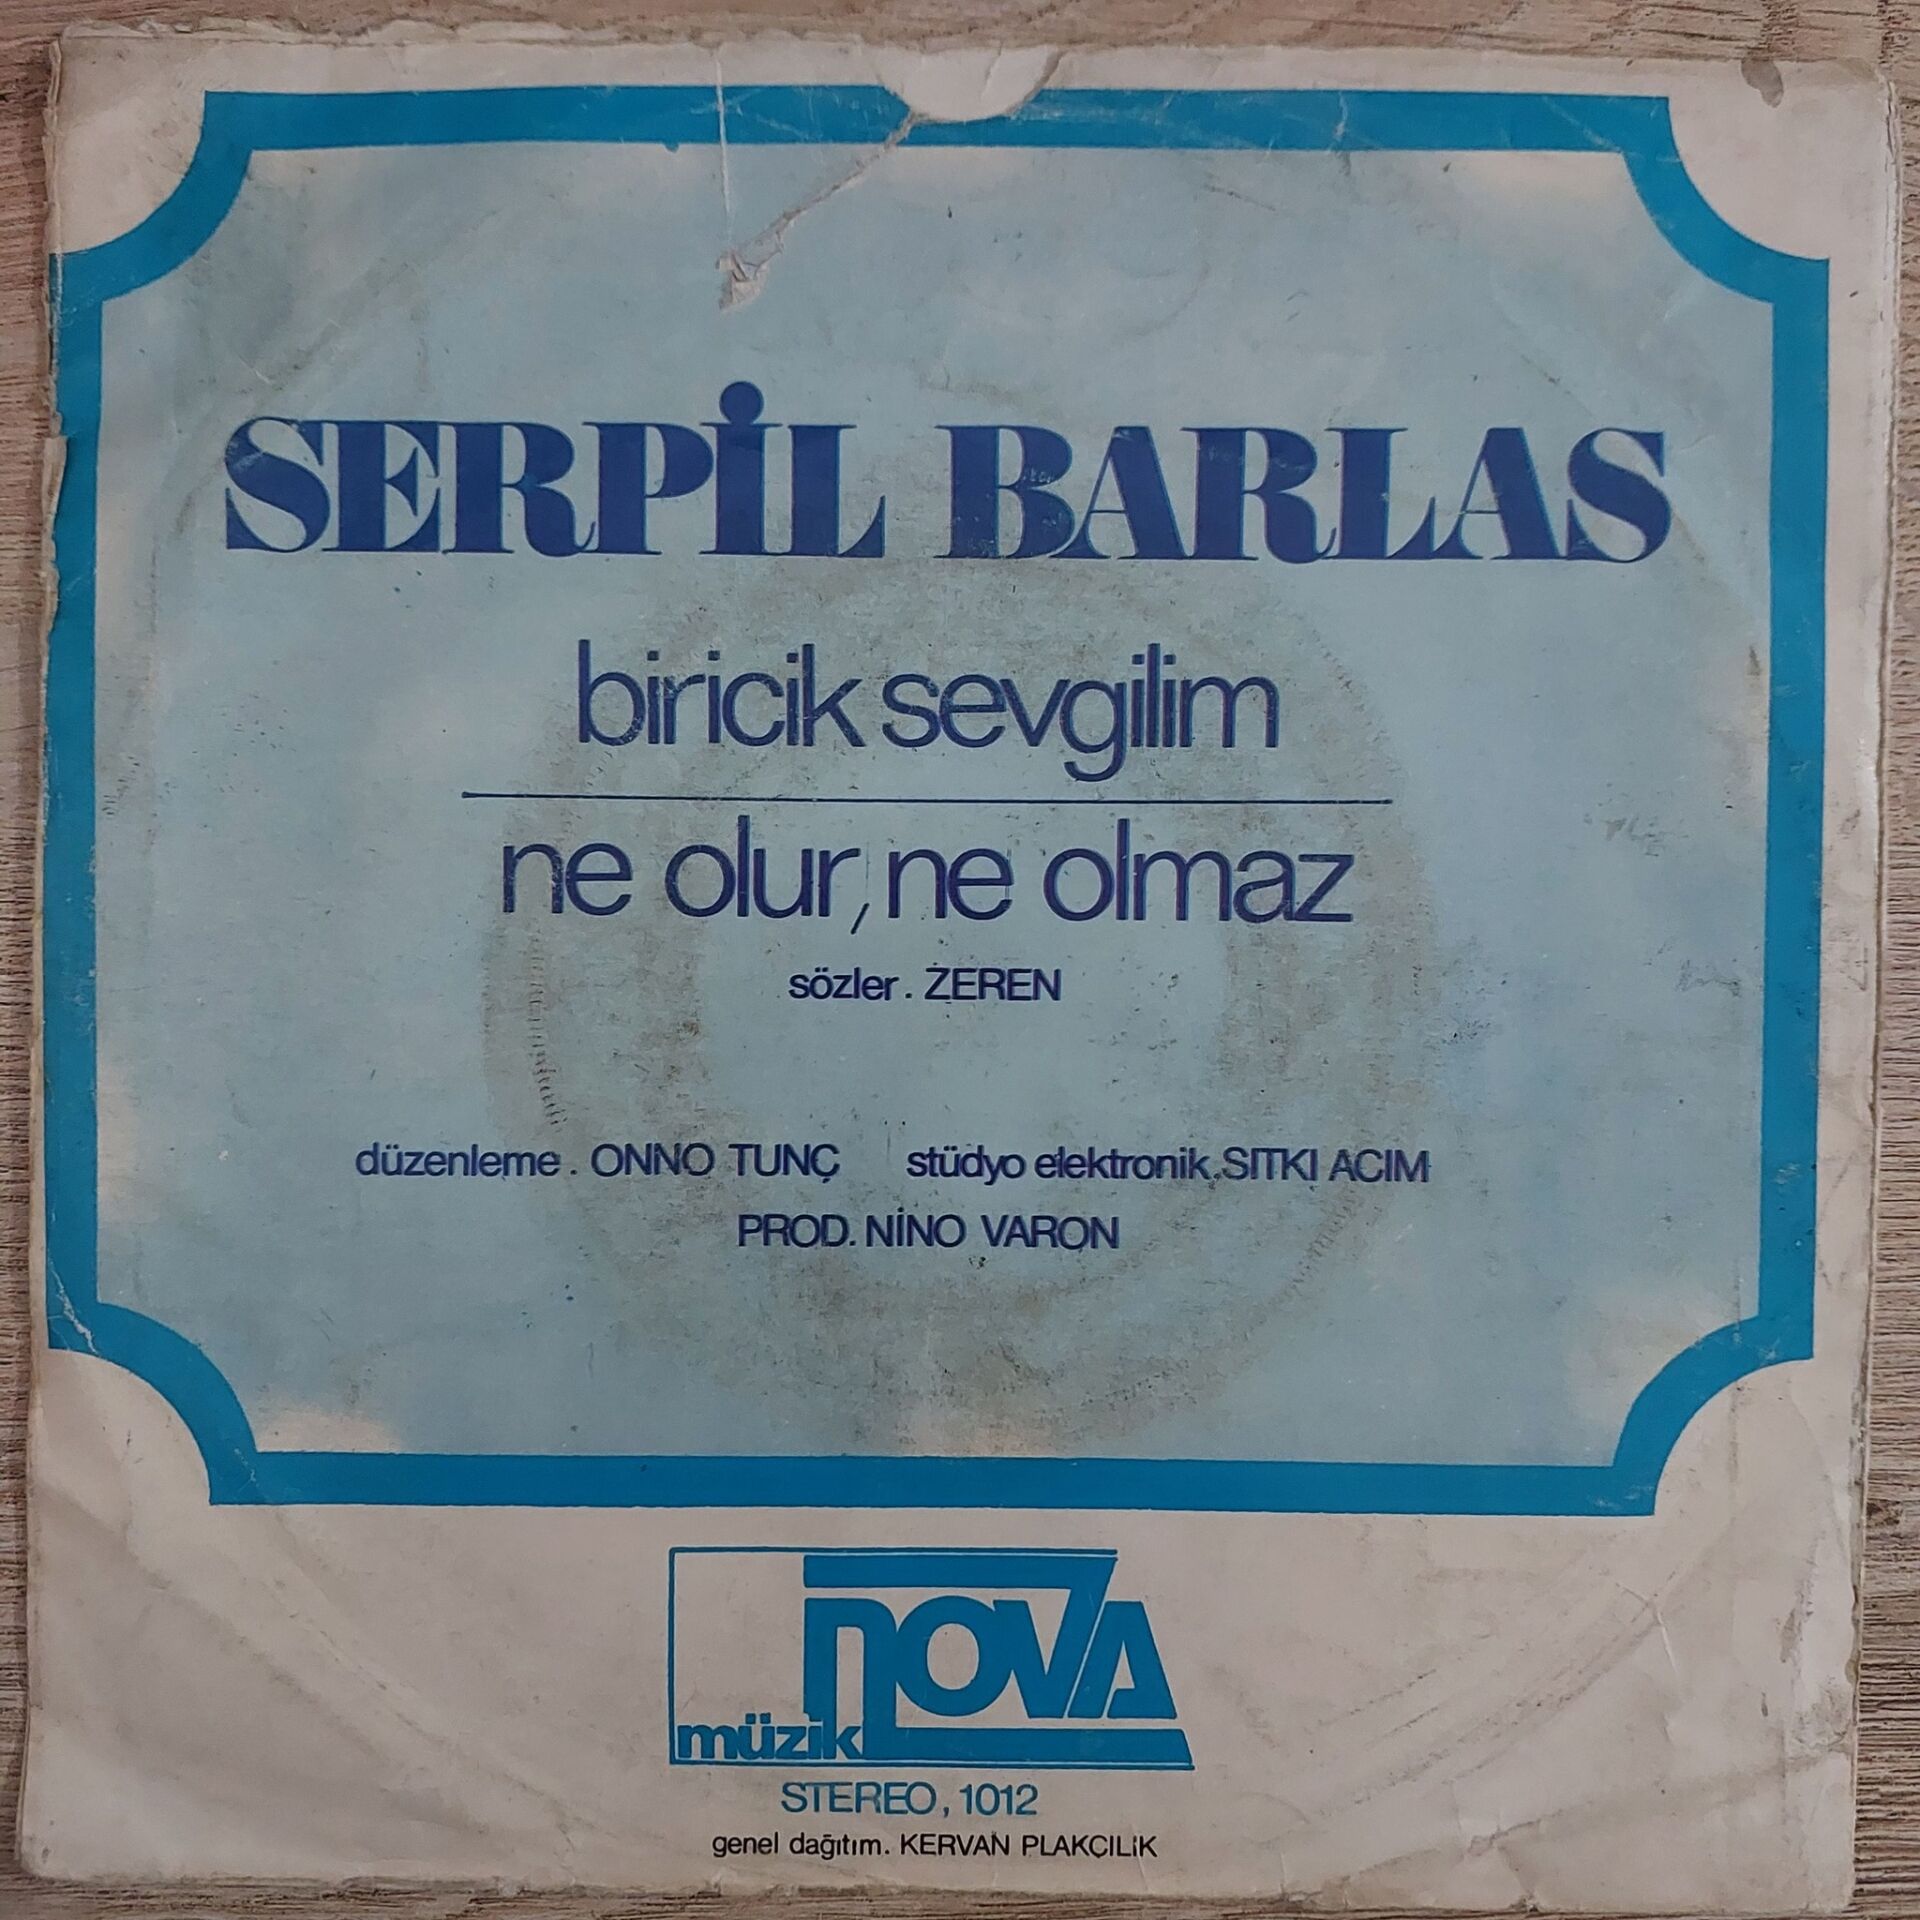 SERPİL BARLAS
biricik sevgilim
ne olur, ne olmaz
sözler. ZEREN
düzenleme. ONNO TUNÇ stüdyo elektronik. SITKI ACIM
PROD. NİNO VARON
NOVA
müzik
STEREO, 1012
genel dağıtım. KERVAN PLAKÇILIK